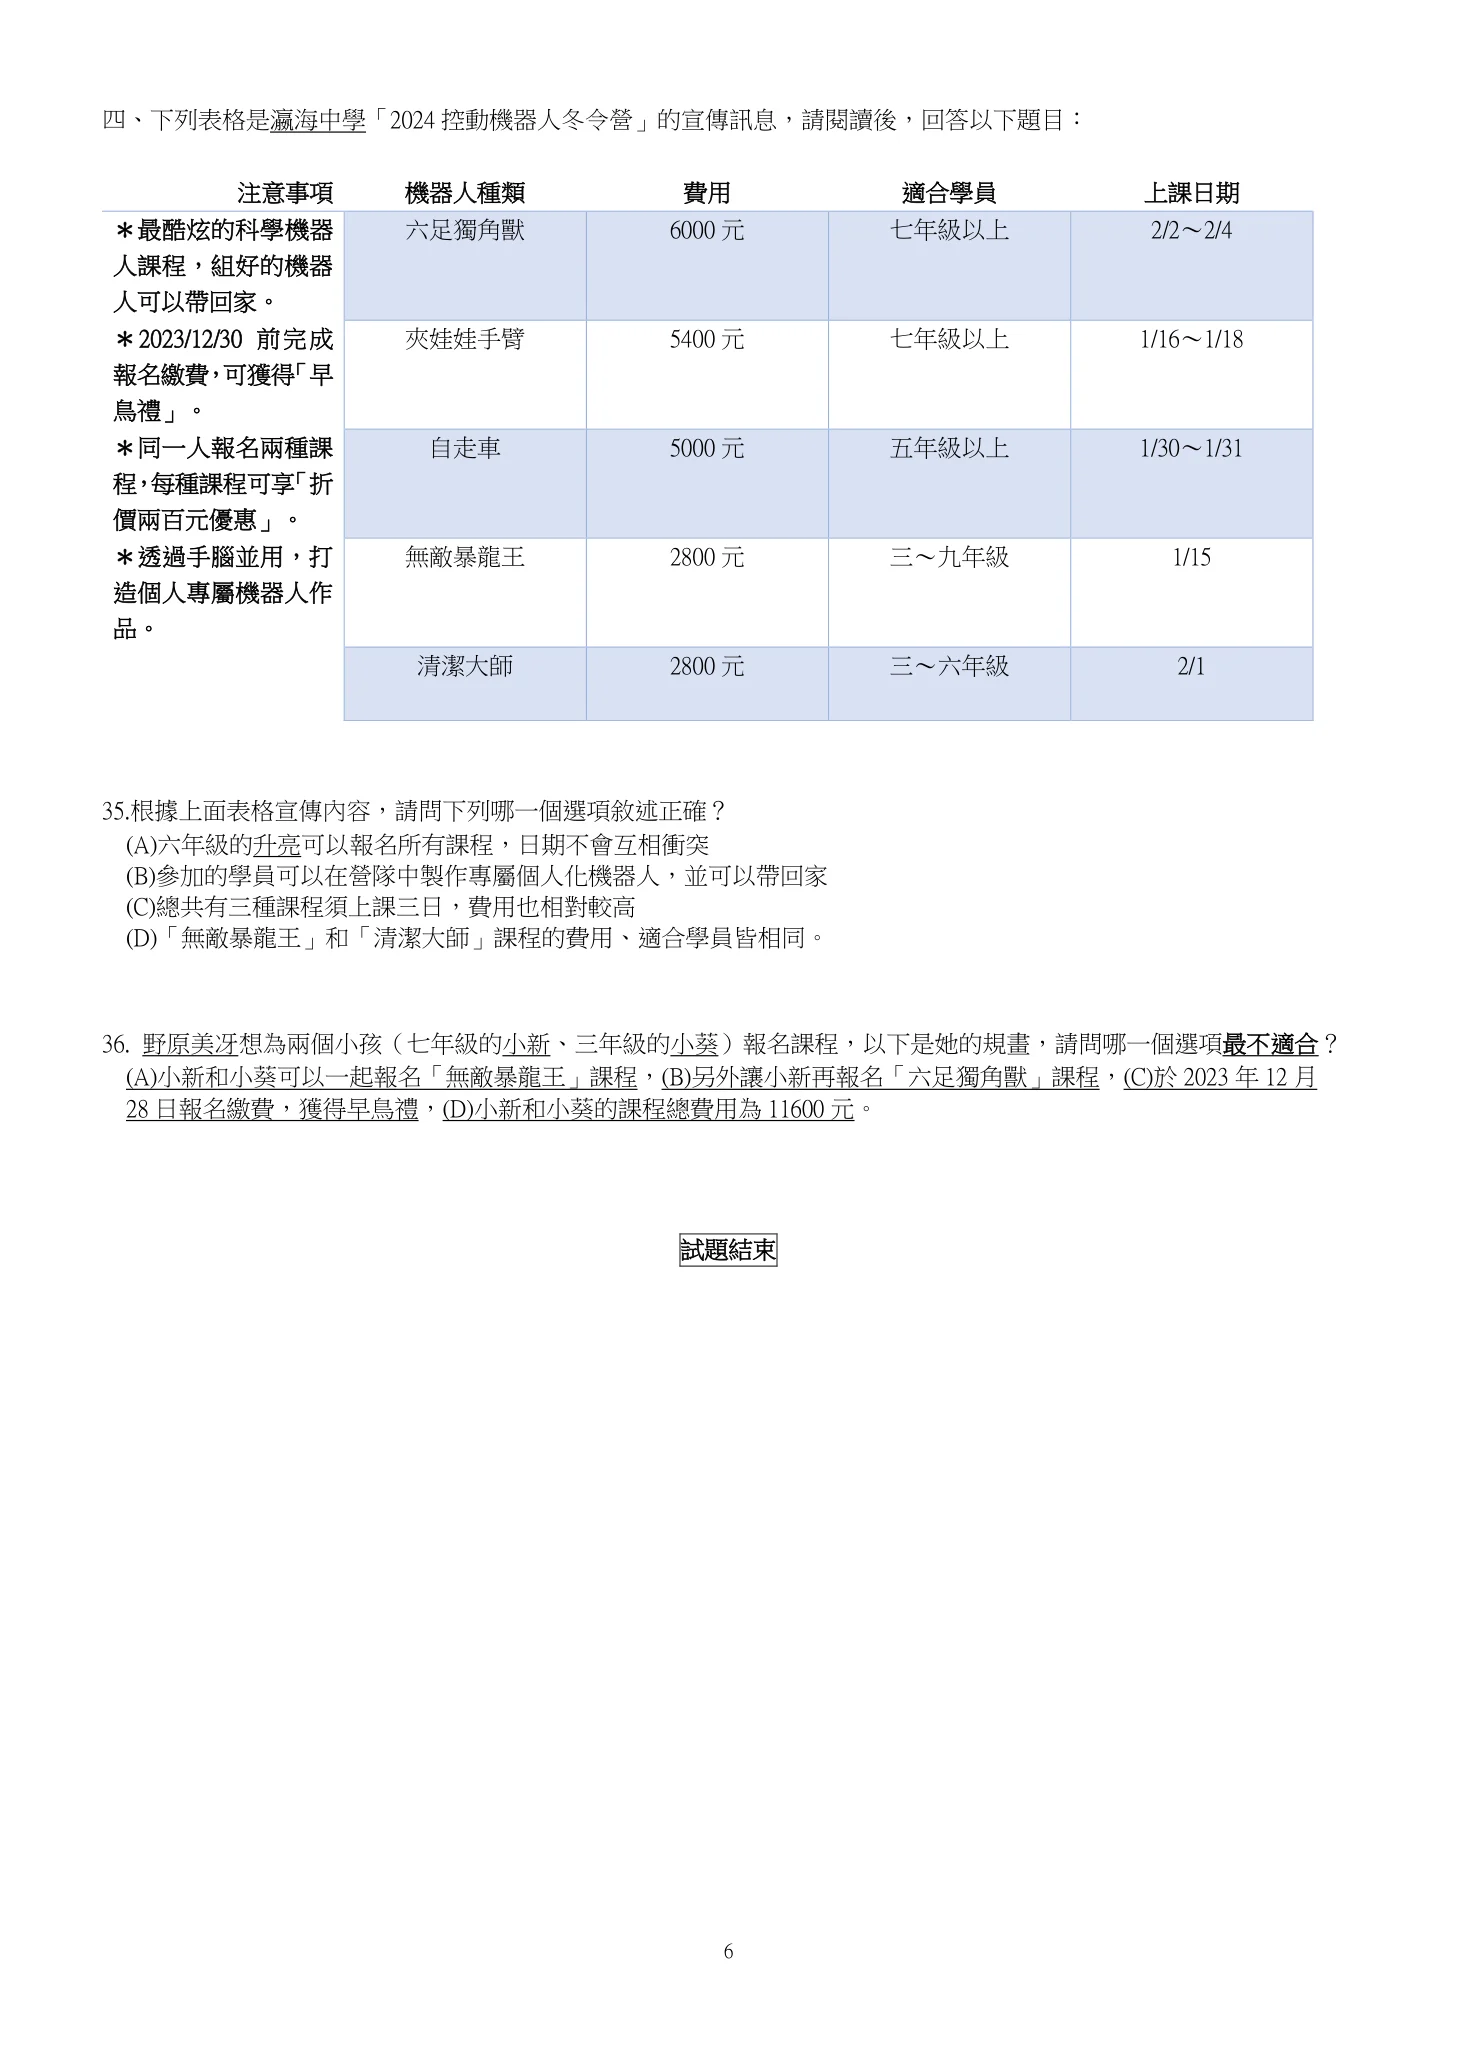 四、下列表格是瀛海中學「2024 控動機器人冬令營」的宣傳訊息，請閱讀後，回答以下題目：
注意事項 機器人種類 費用 適合學員 上課日期
＊最酷炫的科學機器
人課程，組好的機器
人可以帶回家。
六足獨角獸 6000 元 七年級以上 2/2～2/4
＊2023/12/30 前完成
報名繳費，可獲得「早
鳥禮」。
夾娃娃手臂 5400 元 七年級以上 1/16～1/18
＊同一人報名兩種課
程，每種課程可享「折
價兩百元優惠」。
自走車 5000 元 五年級以上 1/30～1/31
＊透過手腦並用，打
造個人專屬機器人作
品。
無敵暴龍王 2800 元 三～九年級 1/15
清潔大師 2800 元 三～六年級 2/1
35.根據上面表格宣傳內容，請問下列哪一個選項敘述正確？
(A)六年級的升亮可以報名所有課程，日期不會互相衝突
(B)參加的學員可以在營隊中製作專屬個人化機器人，並可以帶回家
(C)總共有三種課程須上課三日，費用也相對較高
(D)「無敵暴龍王」和「清潔大師」課程的費用、適合學員皆相同。
36. 野原美冴想為兩個小孩（七年級的小新、三年級的小葵）報名課程，以下是她的規畫，請問哪一個選項最不適合？
(A)小新和小葵可以一起報名「無敵暴龍王」課程，(B)另外讓小新再報名「六足獨角獸」課程，(C)於 2023 年 12 月
28 日報名繳費，獲得早鳥禮，(D)小新和小葵的課程總費用為 11600 元。
試題結束
6